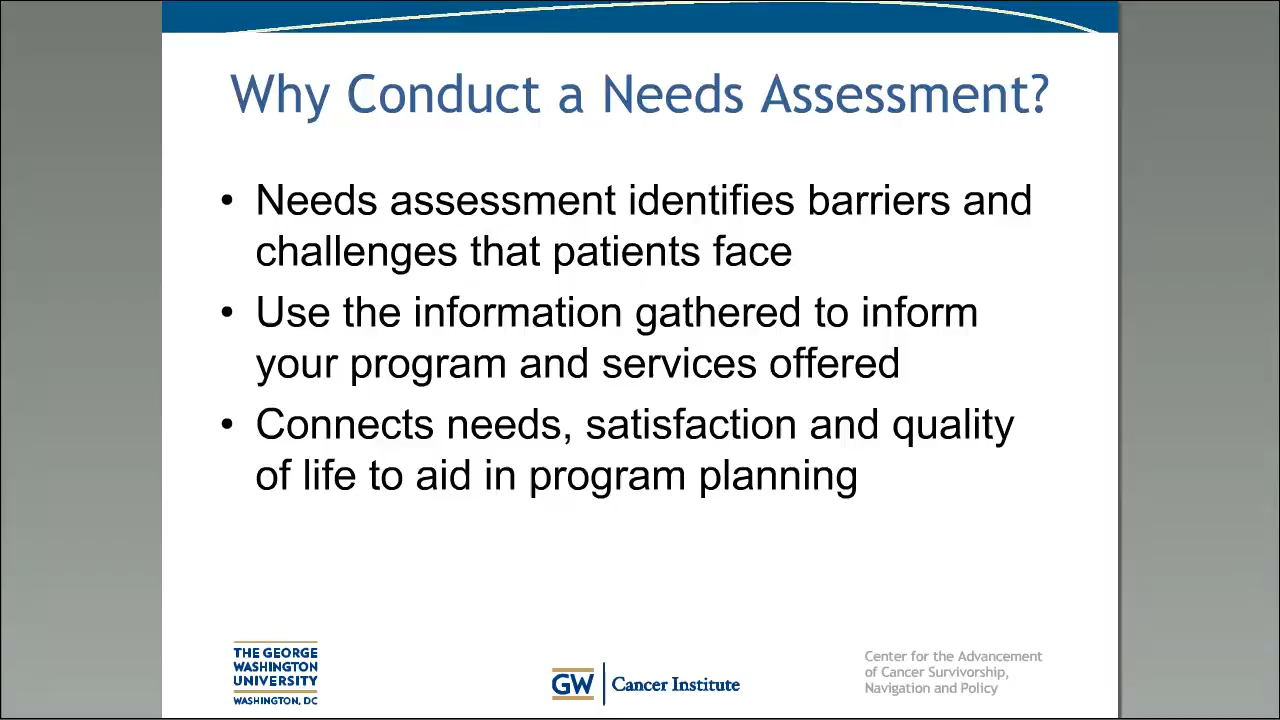 Why Conduct a Needs Assessment?
• Needs assessment identifies barriers and
challenges that patients face
• Use the information gathered to inform
your program and services offered
• Connects needs, satisfaction and quality
of life to aid in program planning
THE GEORGE
WASHINGTON
UNIVERSITY
WASHINGTON, DC
GW Cancer Institute
Center for the Advancement
of Cancer Survivorship,
Navigation and Policy